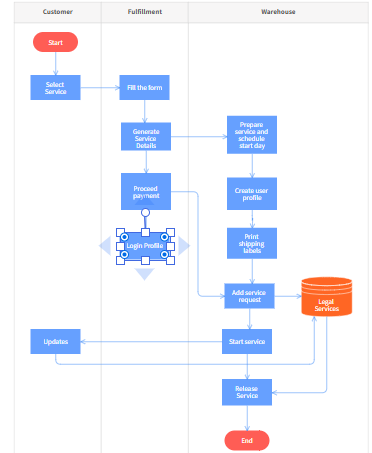 Customer
Fulfillment
Warehouse
Start
Select
Service
Fill the form
Generate
Service
Details
Prepare
service and
schedule
start day
Proceed
payment
Create user
profile
Login Profile
Print
shipping
labels
Add service
request
Legal
Services
Updates
Start service
Release
Service
End